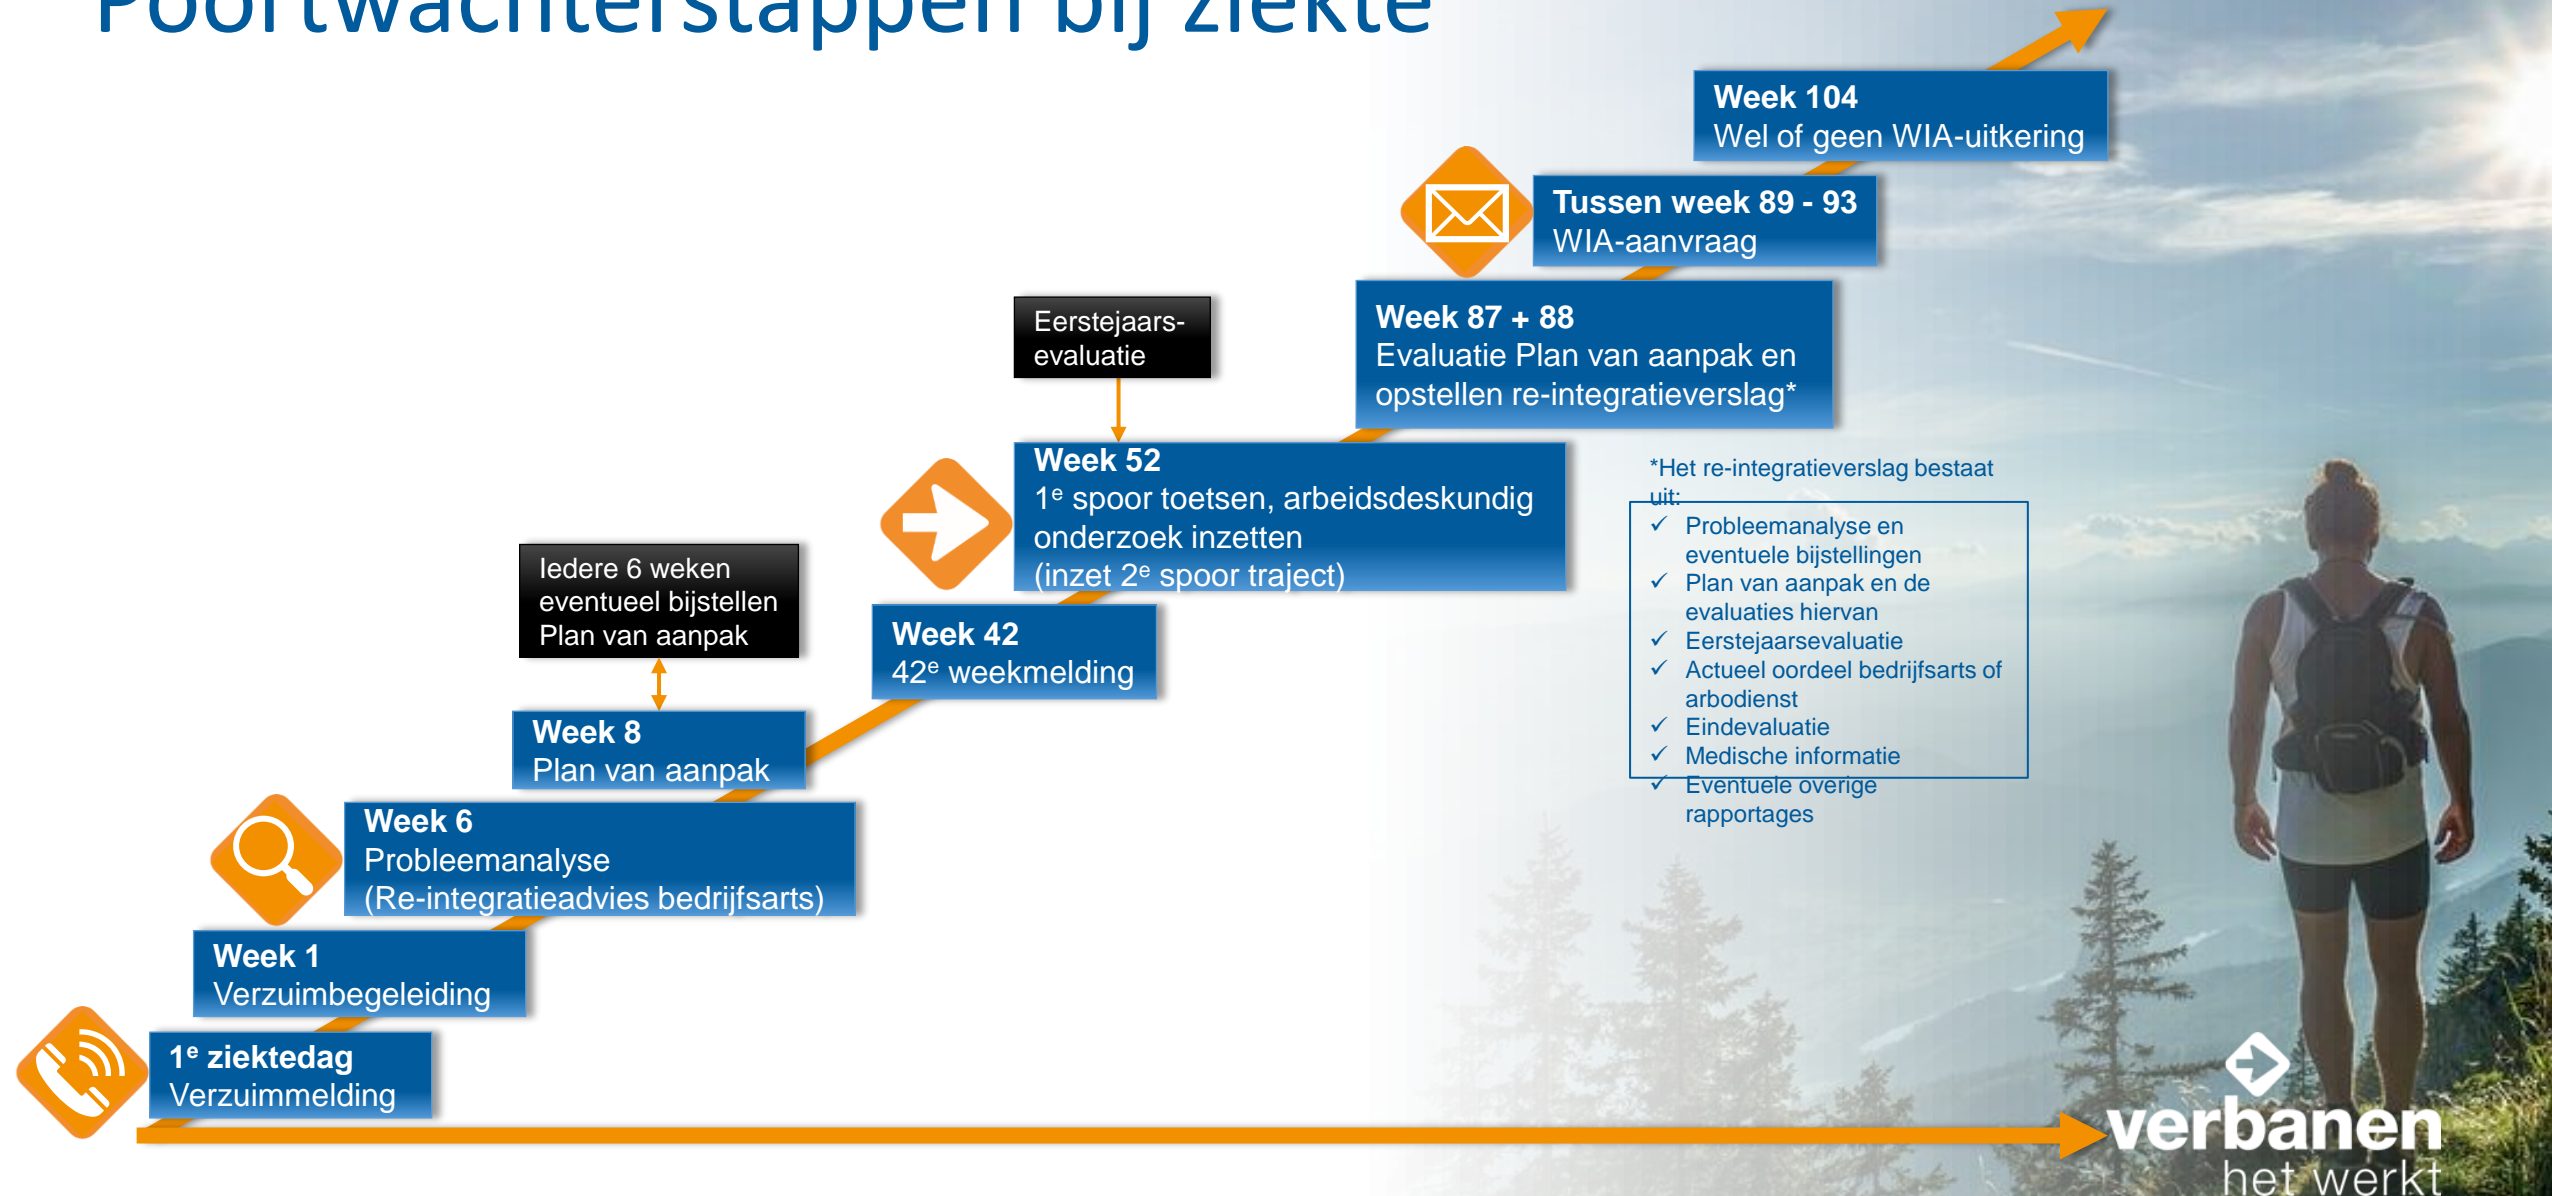 Poortwachterstappen bij ziekte
Week 104
Wel of geen WIA-uitkering
Tussen week 89 - 93
WIA-aanvraag
Week 87 + 88
Evaluatie Plan van aanpak en
opstellen re-integratieverslag*
Eerstejaars-
evaluatie
Week 52
1e spoor toetsen, arbeidsdeskundig
onderzoek inzetten
(inzet 2e spoor traject)
*Het re-integratieverslag bestaat
uit:
✓ Probleemanalyse en
eventuele bijstellingen
✓ Plan van aanpak en de
evaluaties hiervan
✓ Eerstejaarsevaluatie
✓ Actueel oordeel bedrijfsarts of
arbodienst
✓ Eindevaluatie
✓ Medische informatie
✓ Eventuele overige
rapportages
Iedere 6 weken
eventueel bijstellen
Plan van aanpak
Week 42
42e weekmelding
Week 8
Plan van aanpak
Week 6
Probleemanalyse
(Re-integratieadvies bedrijfsarts)
Week 1
Verzuimbegeleiding
1e ziektedag
Verzuimmelding
verbanen
het werkt